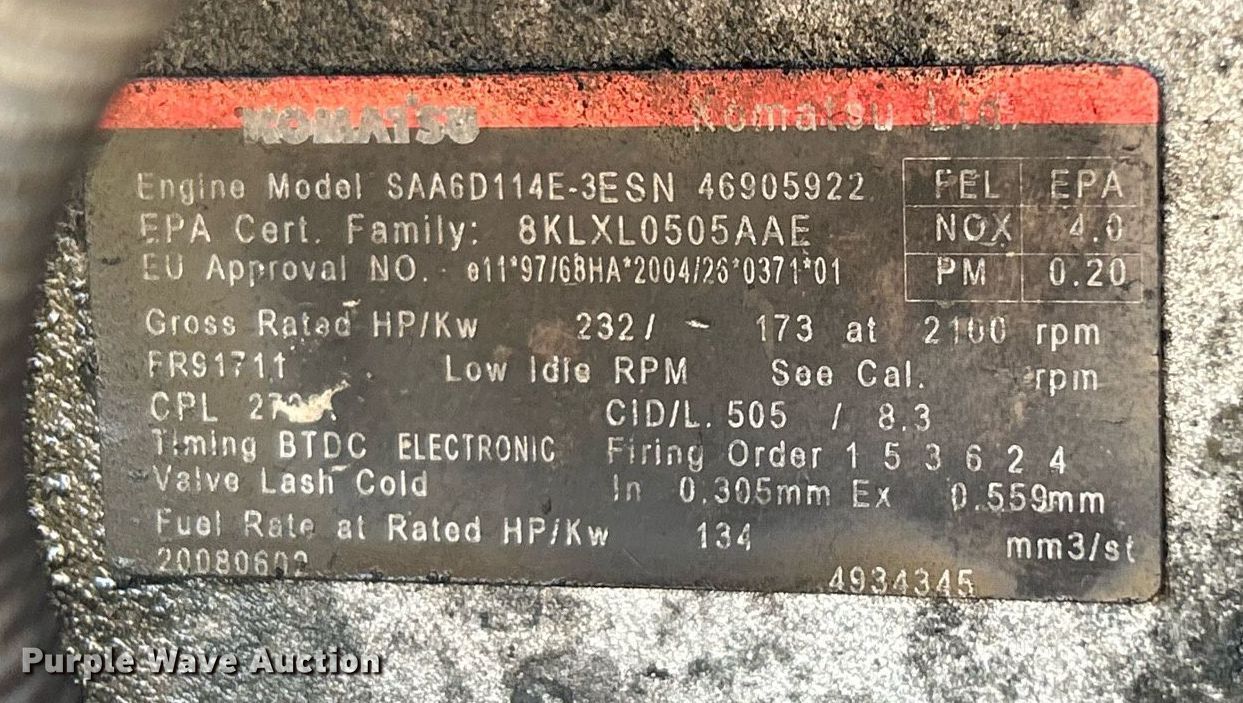 KOMATSU Komatsu Ltd.
Engine Model SAA6D114E-3ESN 46905922 FEL EPA
EPA Cert. Family: 8KLXL0505AAE NOX 4.0
EU Approval NO. e11*97/68HA*2004/26*0371*01 PM 0.20
Gross Rated HP/Kw 232/ - 173 at 2100 rpm
FR91711 Low Idle RPM See Cal. rpm
CPL CID/L. 505 / 8.3
Timing BTDC ELECTRONIC Firing Order 1 5 3 6 2 4
Valve Lash Cold In 0.305mm Ex 0.559mm
Fuel Rate at Rated HP/Kw 134 mm3/st
4934345
Purple Wave Auction